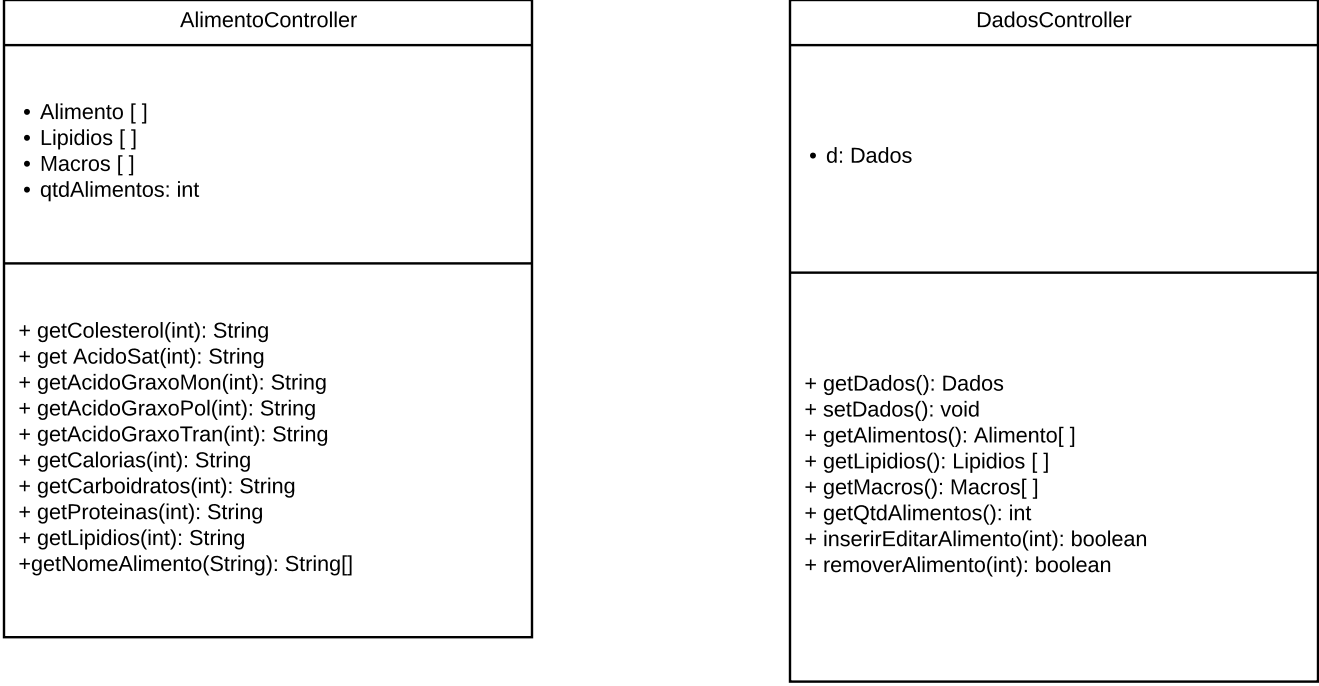 AlimentoController
• Alimento [ ]
• Lipidios [ ]
• Macros [ ]
• qtdAlimentos: int
+ getColesterol(int): String
+ get AcidoSat(int): String
+ getAcidoGraxoMon(int): String
+ getAcidoGraxoPol(int): String
+ getAcidoGraxoTran(int): String
+ getCalorias(int): String
+ getCarboidratos(int): String
+ getProteinas(int): String
+ getLipidios(int): String
+getNomeAlimento(String): String[]
DadosController
• d: Dados
+ getDados(): Dados
+ setDados(): void
+ getAlimentos(): Alimento[ ]
+ getLipidios(): Lipidios [ ]
+ getMacros(): Macros[ ]
+ getQtdAlimentos(): int
+ inserirEditarAlimento(int): boolean
+ removerAlimento(int): boolean